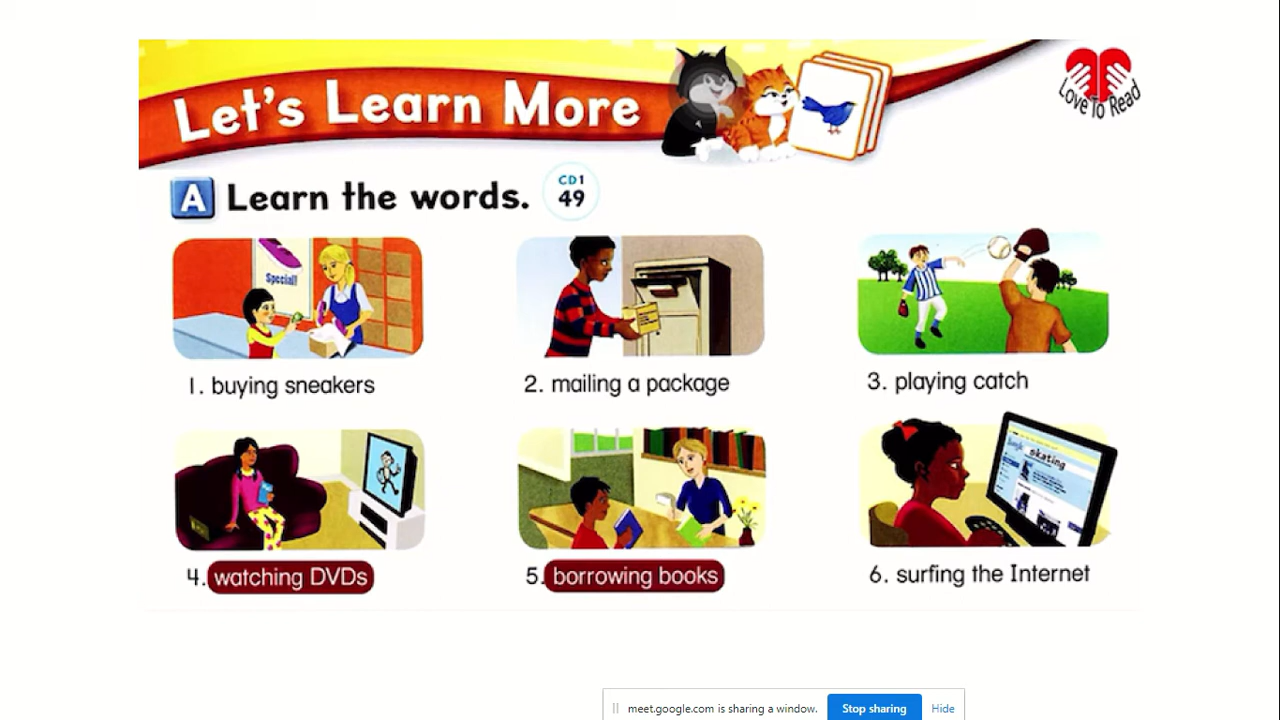 Let's Learn More
Love To Read
A Learn the words. CD1 49
Special!
1. buying sneakers
2. mailing a package
3. playing catch
skating
4. watching DVDs
5. borrowing books
6. surfing the Internet
meet.google.com is sharing a window. Stop sharing Hide